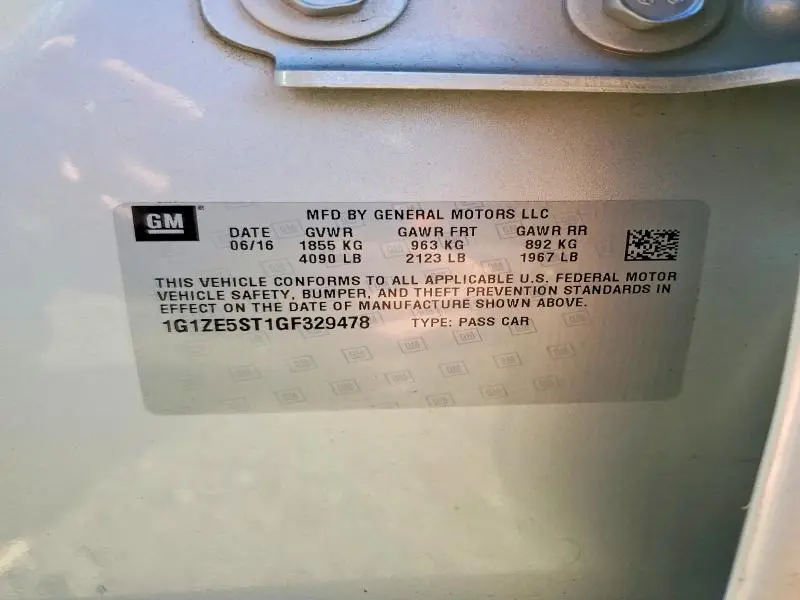 GM
MFD BY GENERAL MOTORS LLC
DATE GVWR GAWR FRT GAWR RR
06/16 1855 KG 963 KG 892 KG
4090 LB 2123 LB 1967 LB
THIS VEHICLE CONFORMS TO ALL APPLICABLE U.S. FEDERAL MOTOR
VEHICLE SAFETY, BUMPER, AND THEFT PREVENTION STANDARDS IN
EFFECT ON THE DATE OF MANUFACTURE SHOWN ABOVE.
1G1ZE5ST1GF329478 TYPE: PASS CAR